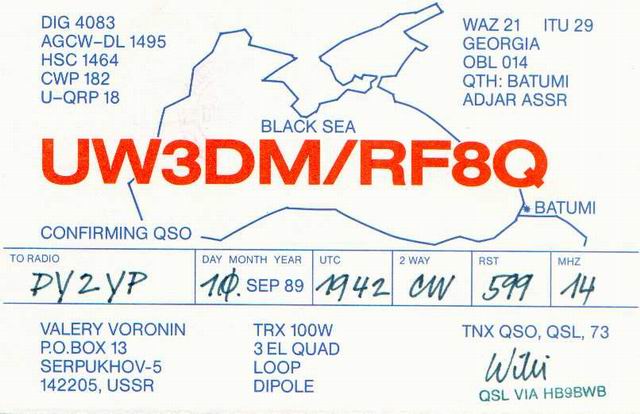 DIG 4083
AGCW-DL 1495
HSC 1464
CWP 182
U-QRP 18
WAZ 21 ITU 29
GEORGIA
OBL 014
QTH: BATUMI
ADJAR ASSR
BLACK SEA
UW3DM/RF8Q
BATUMI
CONFIRMING QSO
TO RADIO DAY MONTH YEAR UTC 2 WAY RST MHZ
PY2YP 10. SEP 89 1942 CW 599 14
VALERY VORONIN
P.O.BOX 13
SERPUKHOV-5
142205, USSR
TRX 100W
3 EL QUAD
LOOP
DIPOLE
TNX QSO, QSL, 73
Willi
QSL VIA HB9BWB